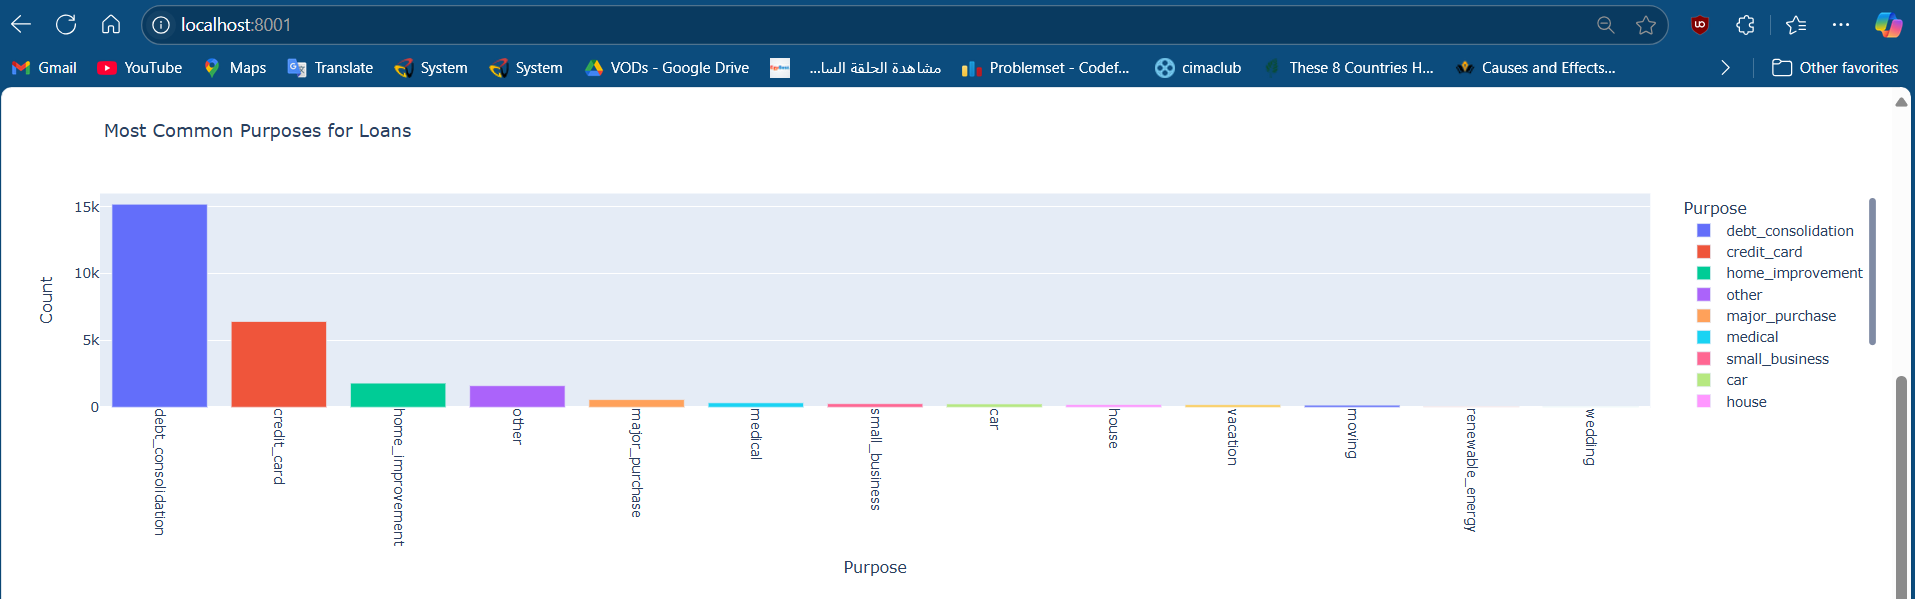 localhost:8001
Gmail
YouTube
Maps
Translate
System
System
VODs - Google Drive
مشاهدة الحلقة السا...
Problemset - Codef...
cimaclub
These 8 Countries H...
Causes and Effects...
Other favorites
Most Common Purposes for Loans
Count
15k
10k
5k
0
debt_consolidation
credit_card
home_improvement
other
major_purchase
medical
small_business
car
house
vacation
moving
renewable_energy
wedding
Purpose
Purpose
debt_consolidation
credit_card
home_improvement
other
major_purchase
medical
small_business
car
house